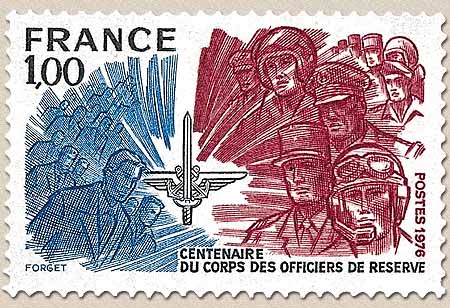 FRANCE
1,00
CENTENAIRE
DU CORPS DES OFFICIERS DE RESERVE
POSTES 1976
FORGET